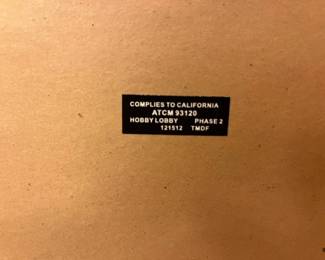 COMPLIES TO CALIFORNIA
ATCM 93120
HOBBY LOBBY PHASE 2
121512 TMDF